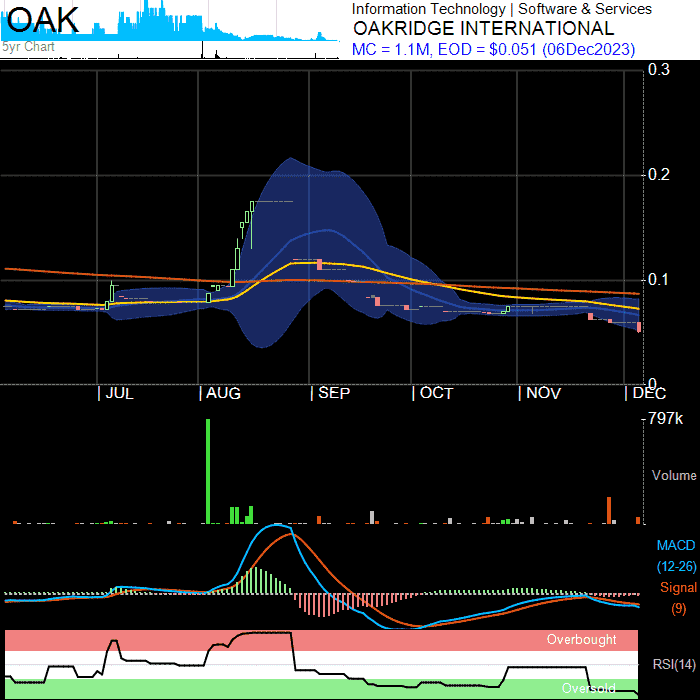 OAK
5yr Chart
Information Technology | Software & Services
OAKRIDGE INTERNATIONAL
MC = 1.1M, EOD = $0.051 (06Dec2023)
0.3
0.2
0.1
0
| JUL
| AUG
| SEP
| OCT
| NOV
| DEC
797k
Volume
MACD
(12-26)
Signal
(9)
Overbought
RSI(14)
Oversold